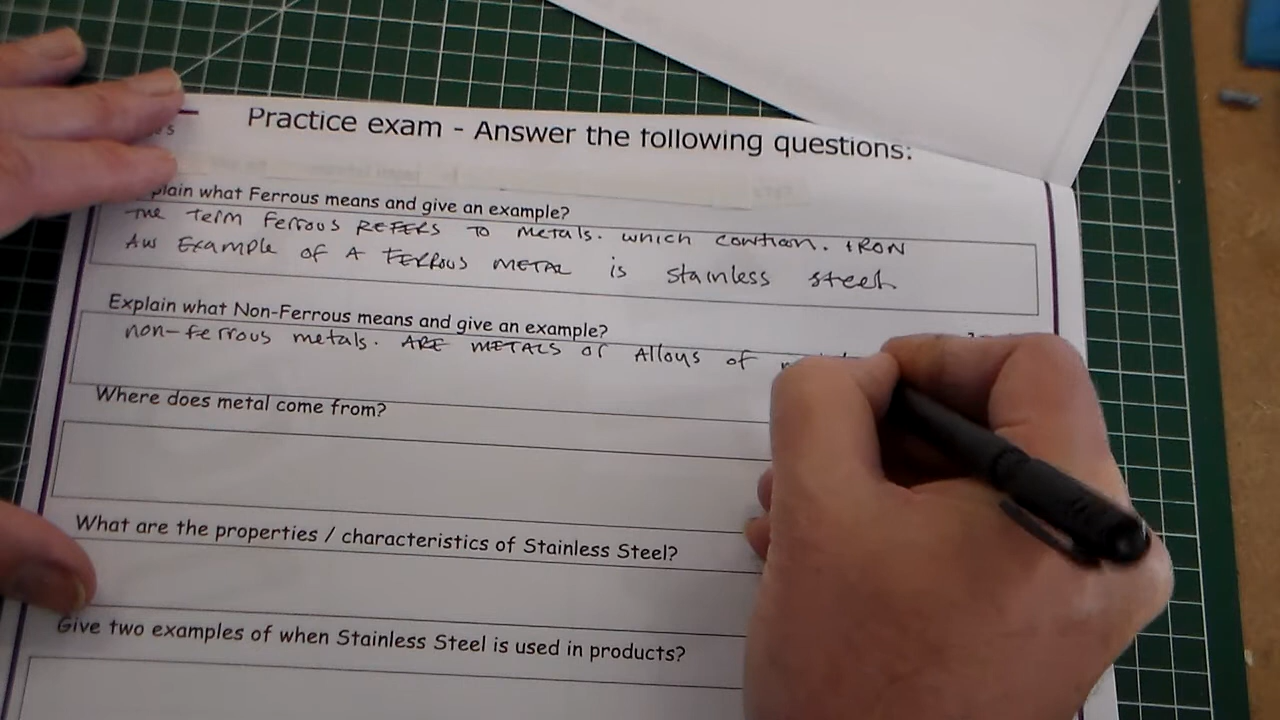 Practice exam - Answer the following questions:
what Ferrous means and give an example?
The Term Ferrous REFERS TO Metals. which conthan. IRON
An Example of A FERROUS METAL is stainless steel
Explain what Non-Ferrous means and give an example?
non-ferrous metals. ARE METALS or Alloys of
Where does metal come from?
What are the properties / characteristics of Stainless Steel?
Give two examples of when Stainless Steel is used in products?